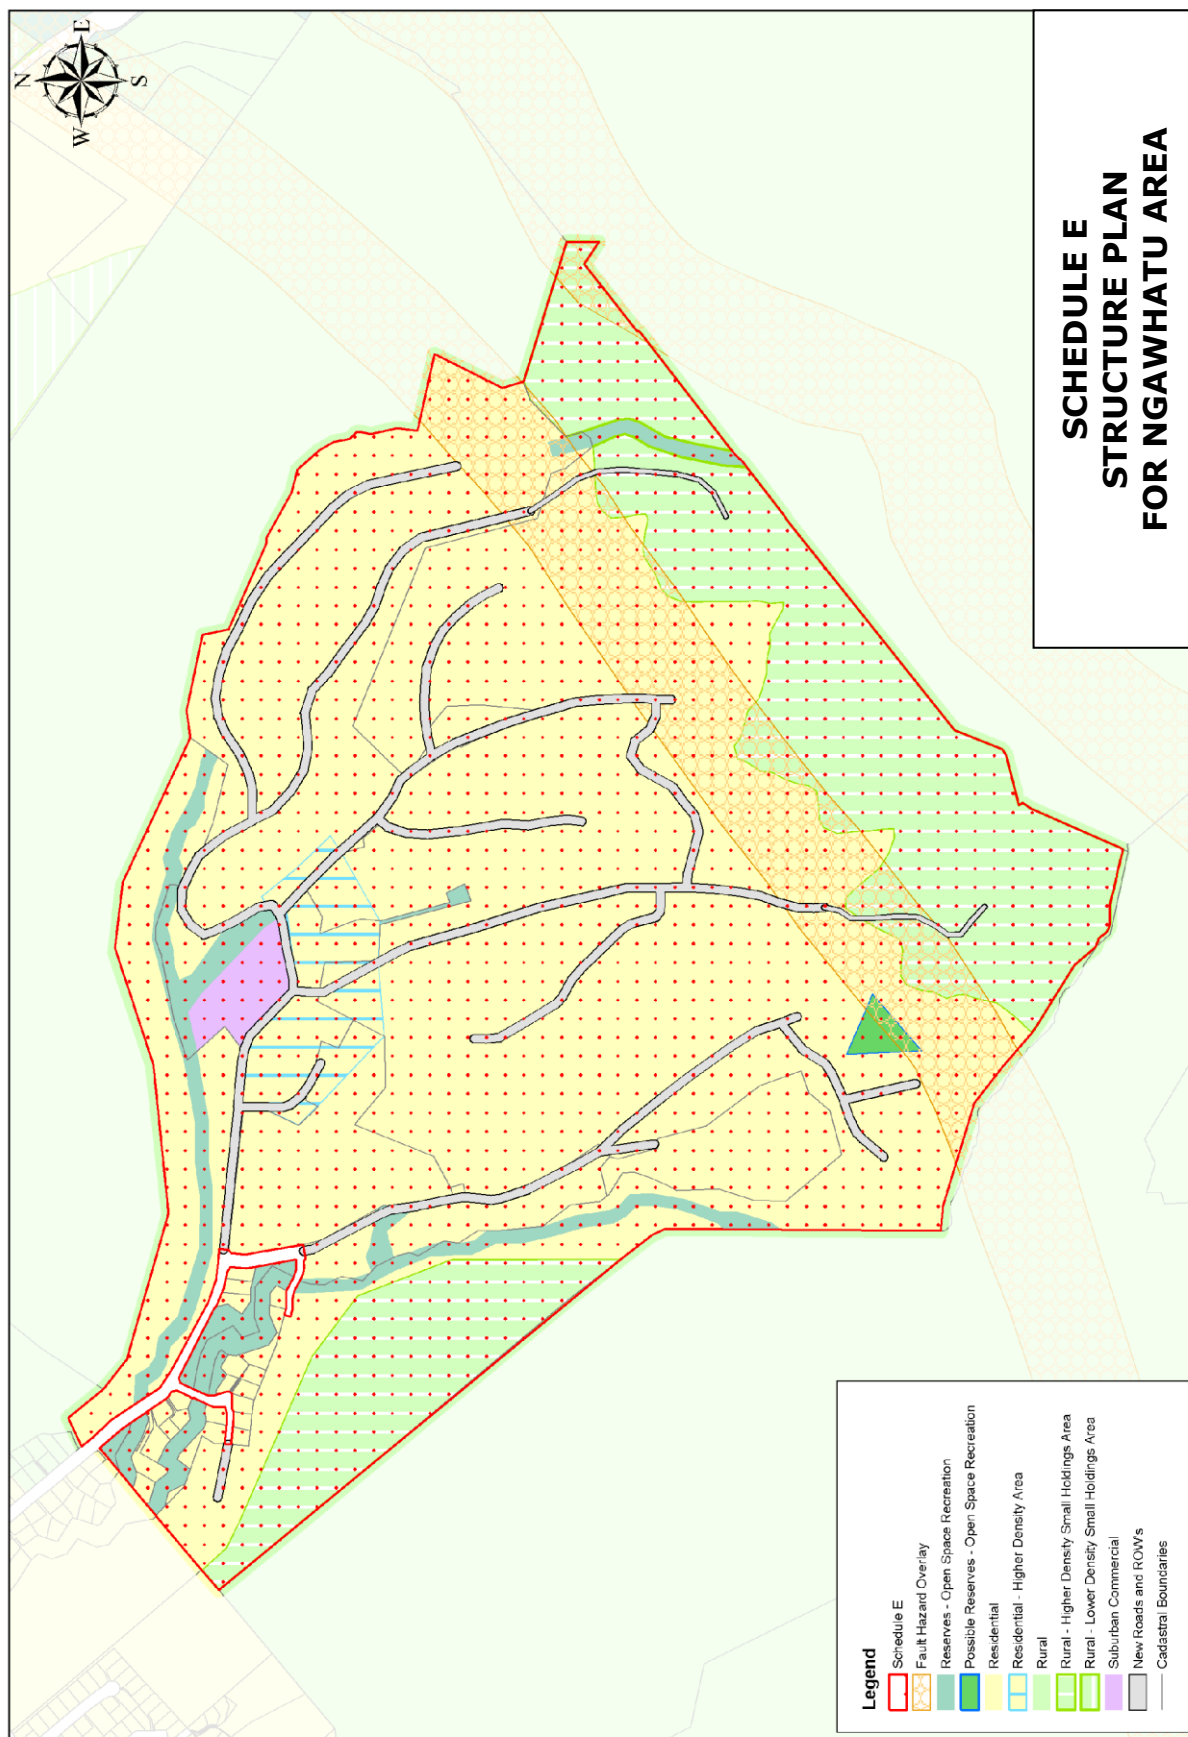 N
E
S
W
SCHEDULE E
STRUCTURE PLAN
FOR NGAWHATU AREA
Legend
Schedule E
Fault Hazard Overlay
Reserves - Open Space Recreation
Possible Reserves - Open Space Recreation
Residential
Residential - Higher Density Area
Rural
Rural - Higher Density Small Holdings Area
Rural - Lower Density Small Holdings Area
Suburban Commercial
New Roads and ROW's
Cadastral Boundaries